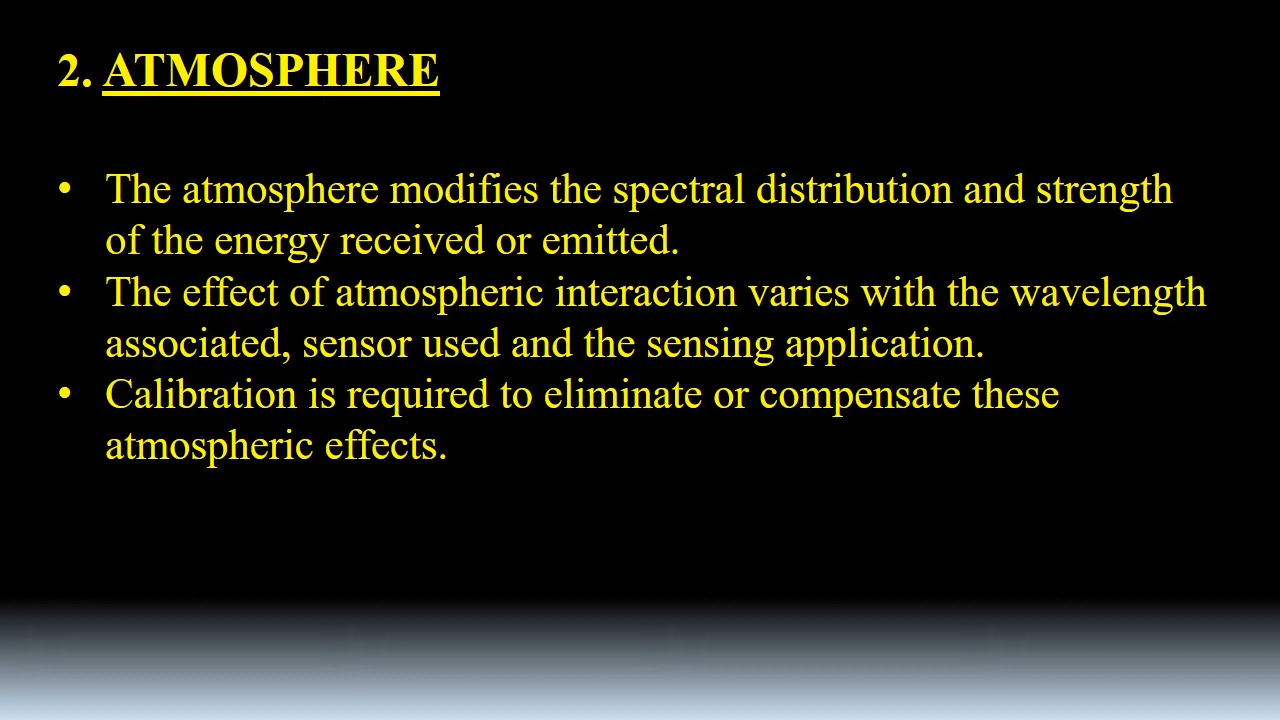 2. ATMOSPHERE
• The atmosphere modifies the spectral distribution and strength
of the energy received or emitted.
• The effect of atmospheric interaction varies with the wavelength
associated, sensor used and the sensing application.
• Calibration is required to eliminate or compensate these
atmospheric effects.